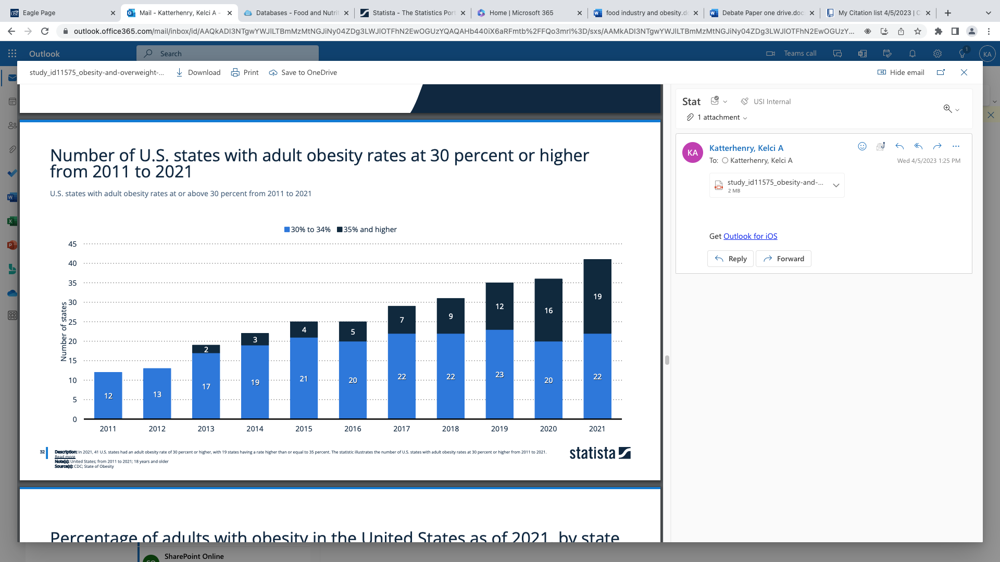 Eagle Page
Mail - Katterhenry, Kelci A -
Databases - Food and Nutrit
Statista - The Statistics Port
Home | Microsoft 365
food industry and obesity.d
Debate Paper one drive.doc
My Citation list 4/5/2023 | C
outlook.office365.com/mail/inbox/id/AAQkADI3NTgwYWJlLTBmMzMtNGJiNy04ZDg3LWJlOTFhN2EwOGUzYQAQAHb440iX6aRFmtb%2FFQo3mrl%3D/sxs/AAMkADI3NTgwYWJlLTBmMzMtNGJiNy04ZDg3LWJlOTFhN2EwOGUzY...
Outlook
Search
Teams call
1
KA
study_id11575_obesity-and-overweight-...
Download
Print
Save to OneDrive
Hide email
Number of U.S. states with adult obesity rates at 30 percent or higher
from 2011 to 2021
U.S. states with adult obesity rates at or above 30 percent from 2011 to 2021
30% to 34% 35% and higher
Number of states
45
40
35
30
25
20
15
10
5
0
12
13
17
2
19
3
21
4
20
5
22
7
22
9
23
12
20
16
22
19
2011 2012 2013 2014 2015 2016 2017 2018 2019 2020 2021
32
Description: In 2021, 41 U.S. states had an adult obesity rate of 30 percent or higher, with 19 states having a rate higher than or equal to 35 percent. The statistic illustrates the number of U.S. states with adult obesity rates at 30 percent or higher from 2011 to 2021.
Read more
Note(s): United States; from 2011 to 2021; 18 years and older
Source(s): CDC; State of Obesity
statista
Percentage of adults with obesity in the United States as of 2021, by state
Stat
USI Internal
1 attachment
KA
Katterhenry, Kelci A
To: Katterhenry, Kelci A
Wed 4/5/2023 1:25 PM
study_id11575_obesity-and-...
2 MB
Get Outlook for iOS
Reply
Forward
SharePoint Online